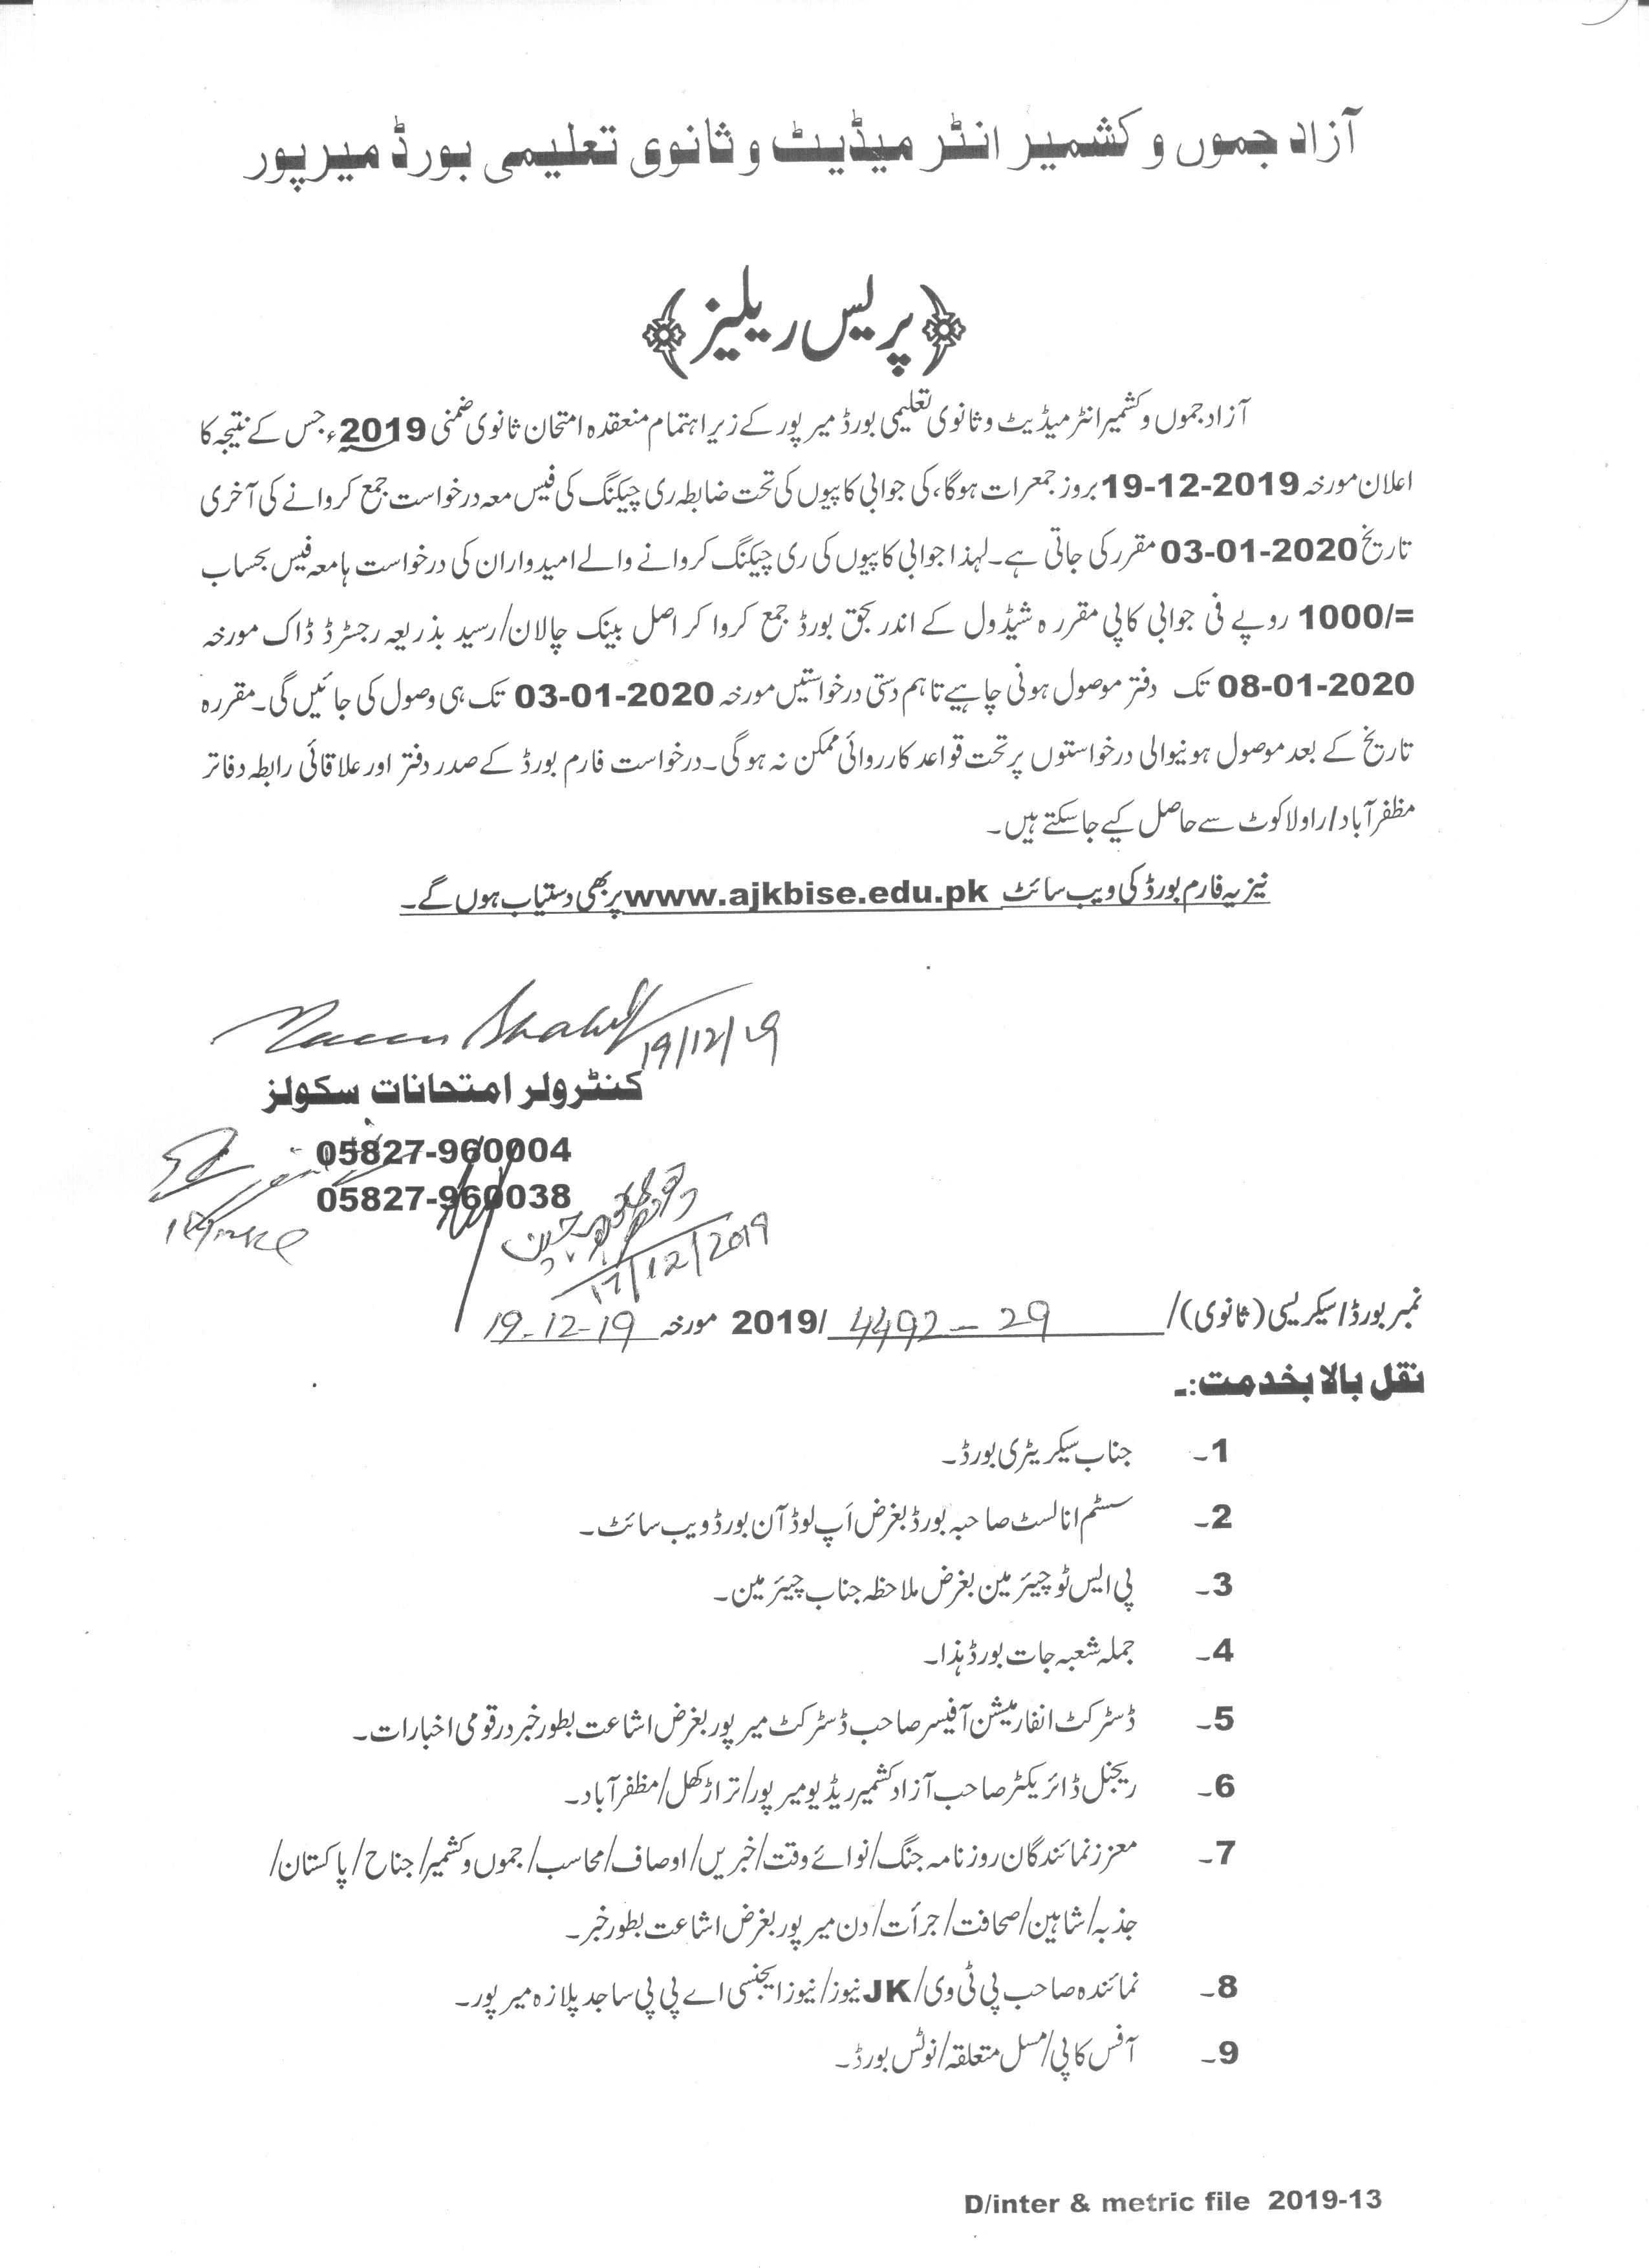 آزاد جموں و کشمیر انٹر میڈیٹ و ثانوی تعلیمی بورڈ میرپور
﴿پریس ریلیز﴾
آزاد جموں و کشمیر انٹر میڈیٹ و ثانوی تعلیمی بورڈ میر پور کے زیر اہتمام منعقدہ امتحان ثانوی ضمنی 2019ء جس کے نتیجہ کا
اعلان مورخہ 19-12-2019 بروز جمعرات ہوگا، کی جوابی کاپیوں کی تحت ضابطہ ری چیکنگ کی فیس معہ درخواست جمع کروانے کی آخری
تاریخ 03-01-2020 مقرر کی جاتی ہے۔ لہذا جوابی کاپیوں کی ری چیکنگ کروانے والے امیدواران کی درخواست ہا معہ فیس بحساب
1000/= روپے فی جوابی کاپی مقررہ شیڈول کے اندر بحق بورڈ جمع کروا کر اصل بینک چالان/رسید بذریعہ رجسٹرڈ ڈاک مورخہ
08-01-2020 تک دفتر موصول ہونی چاہیے تاہم دستی درخواستیں مورخہ 03-01-2020 تک ہی وصول کی جائیں گی۔ مقررہ
تاریخ کے بعد موصول ہونیوالی درخواستوں پر تحت قواعد کارروائی ممکن نہ ہوگی۔ درخواست فارم بورڈ کے صدر دفتر اور علاقائی رابطہ دفاتر
مظفرآباد/راولاکوٹ سے حاصل کیے جاسکتے ہیں۔
نیز یہ فارم بورڈ کی ویب سائٹ www.ajkbise.edu.pk پر بھی دستیاب ہوں گے۔
19/12/19
کنٹرولر امتحانات سکولز
05827-960004
05827-960038
17/12/2019
نمبر بورڈ/سیکریسی (ثانوی)/ 4492-29 /2019 مورخہ 19-12-19
نقل بالا بخدمت:۔
1۔ جناب سیکریٹری بورڈ۔
2۔ سسٹم انالسٹ صاحبہ بورڈ بغرض اَپ لوڈ آن بورڈ ویب سائٹ۔
3۔ پی ایس ٹو چیئرمین بغرض ملاحظہ جناب چیئرمین۔
4۔ جملہ شعبہ جات بورڈ ہذا۔
5۔ ڈسٹرکٹ انفارمیشن آفیسر صاحب ڈسٹرکٹ میر پور بغرض اشاعت بطور خبر در قومی اخبارات۔
6۔ ریجنل ڈائریکٹر صاحب آزاد کشمیر ریڈیو میر پور/تراڑکھل/مظفرآباد۔
7۔ معزز نمائندگان روزنامہ جنگ/نوائے وقت/خبریں/اوصاف/محاسب/جموں و کشمیر/جناح/پاکستان/
جذبہ/شاہین/صحافت/جرأت/دن میر پور بغرض اشاعت بطور خبر۔
8۔ نمائندہ صاحب پی ٹی وی/JK نیوز/نیوز ایجنسی اے پی پی ساجد پلازہ میر پور۔
9۔ آفس کاپی/مسل متعلقہ/نوٹس بورڈ۔
D/inter & metric file 2019-13